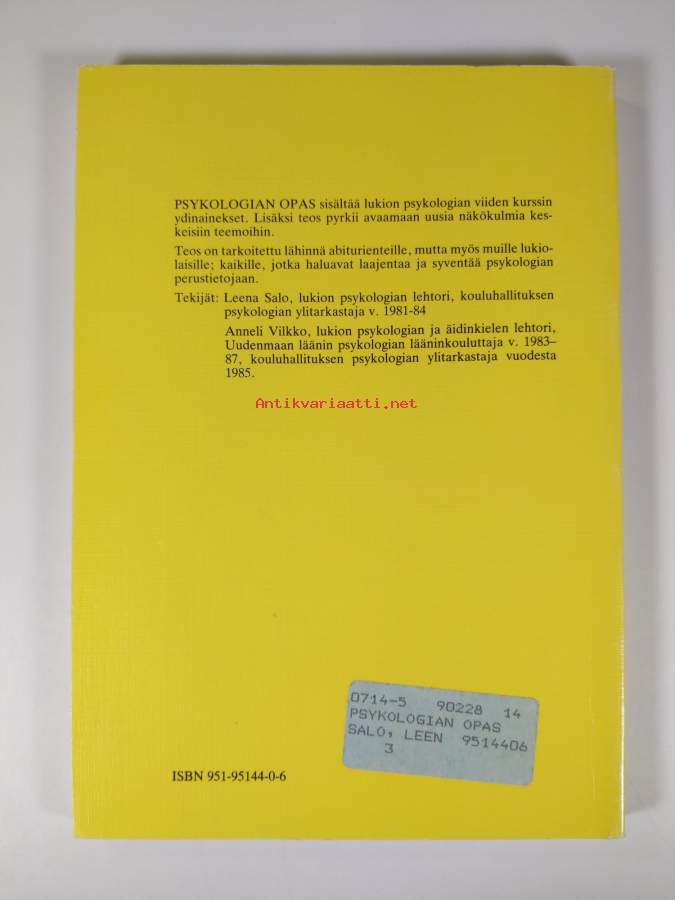 PSYKOLOGIAN OPAS sisältää lukion psykologian viiden kurssin
ydinainekset. Lisäksi teos pyrkii avaamaan uusia näkökulmia kes-
keisiin teemoihin.
Teos on tarkoitettu lähinnä abiturienteille, mutta myös muille lukio-
laisille; kaikille, jotka haluavat laajentaa ja syventää psykologian
perustietojaan.
Tekijät: Leena Salo, lukion psykologian lehtori, kouluhallituksen
psykologian ylitarkastaja v. 1981-84
Anneli Vilkko, lukion psykologian ja äidinkielen lehtori,
Uudenmaan läänin psykologian lääninkouluttaja v. 1983–
87, kouluhallituksen psykologian ylitarkastaja vuodesta
1985.
Antikvariaatti.net
0714-5 90228 14
PSYKOLOGIAN OPAS
SALO, LEEN 9514406
3
ISBN 951-95144-0-6